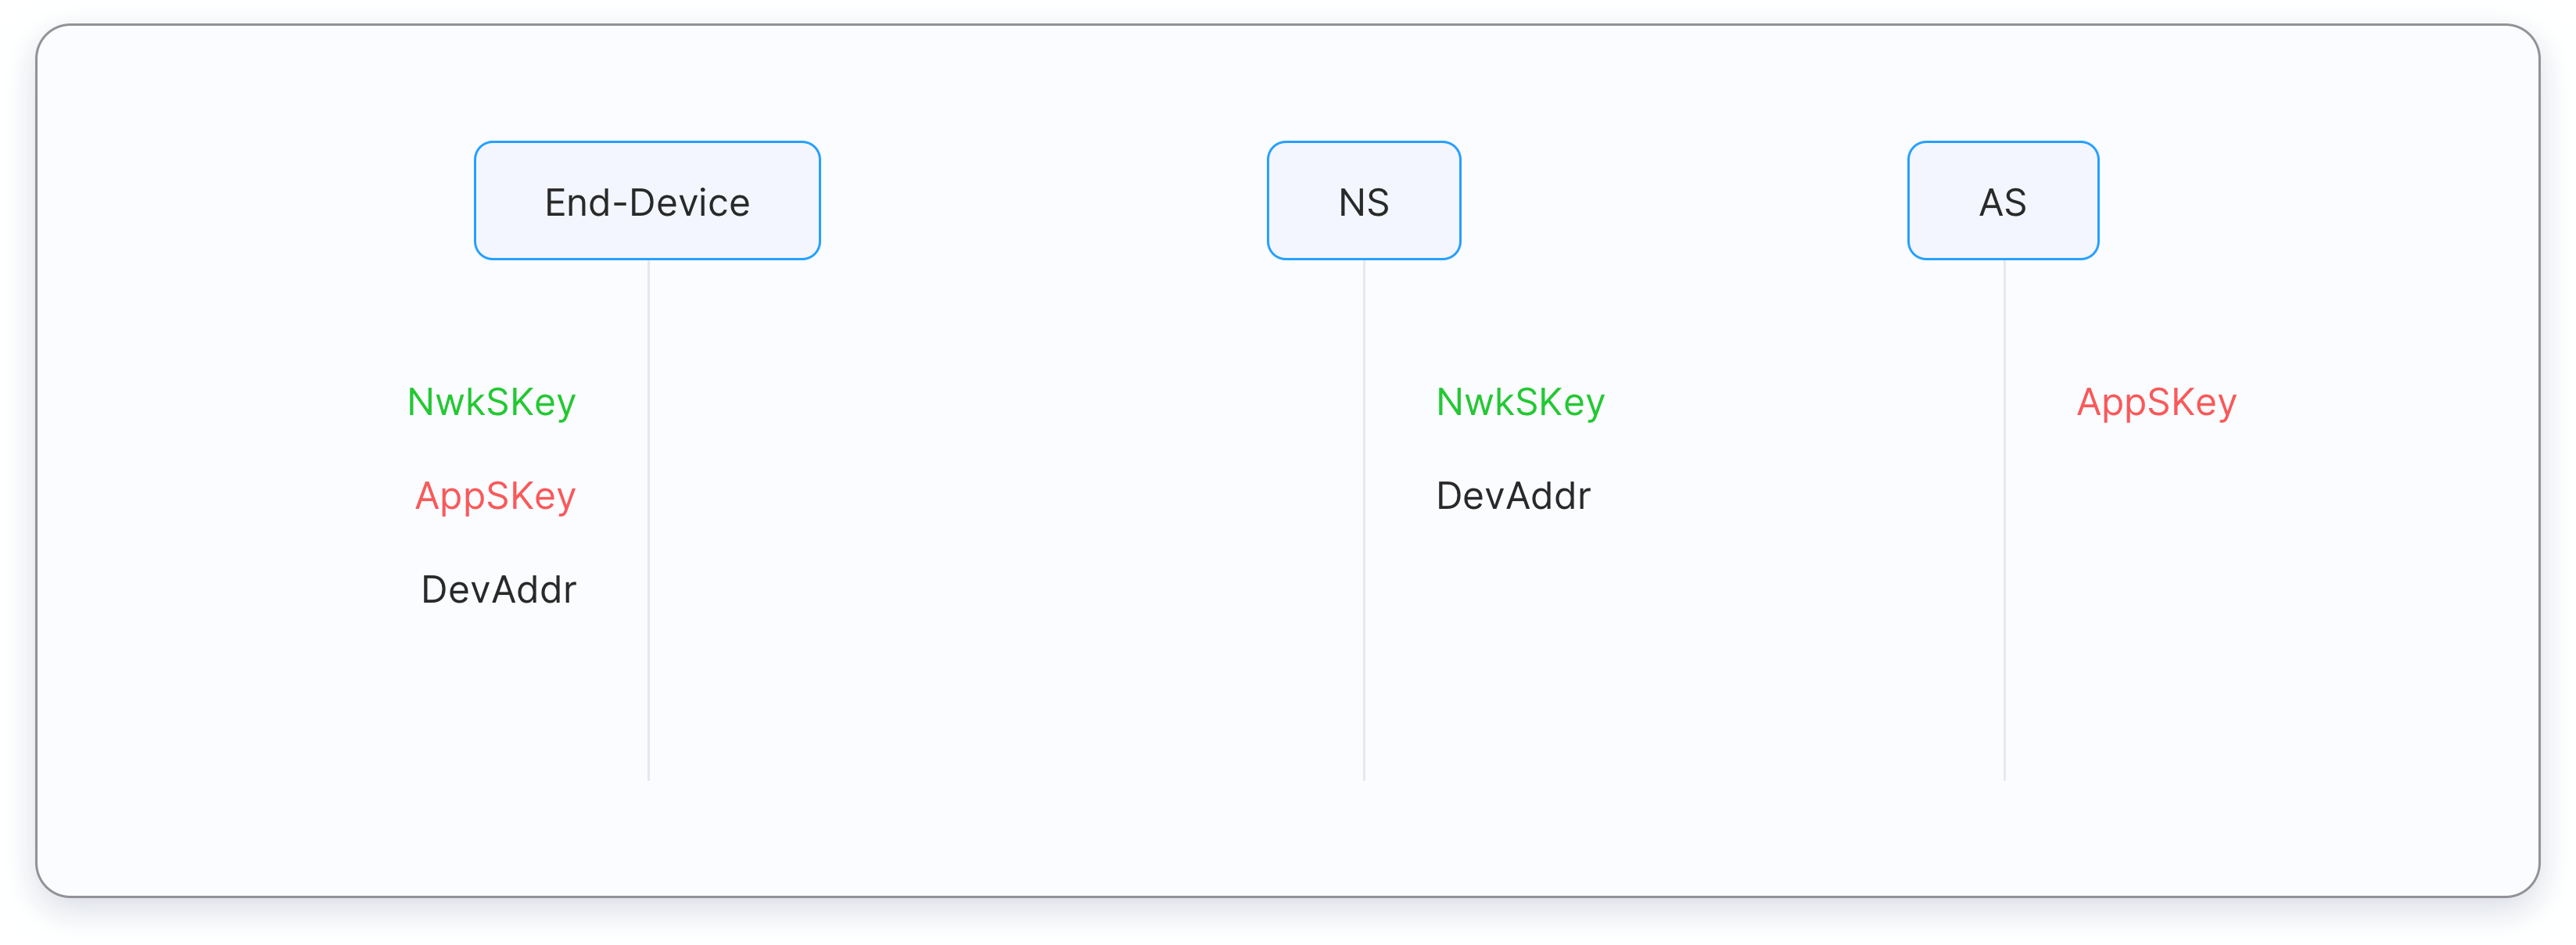 End-Device
NS
AS
NwkSKey
NwkSKey
AppSKey
AppSKey
DevAddr
DevAddr